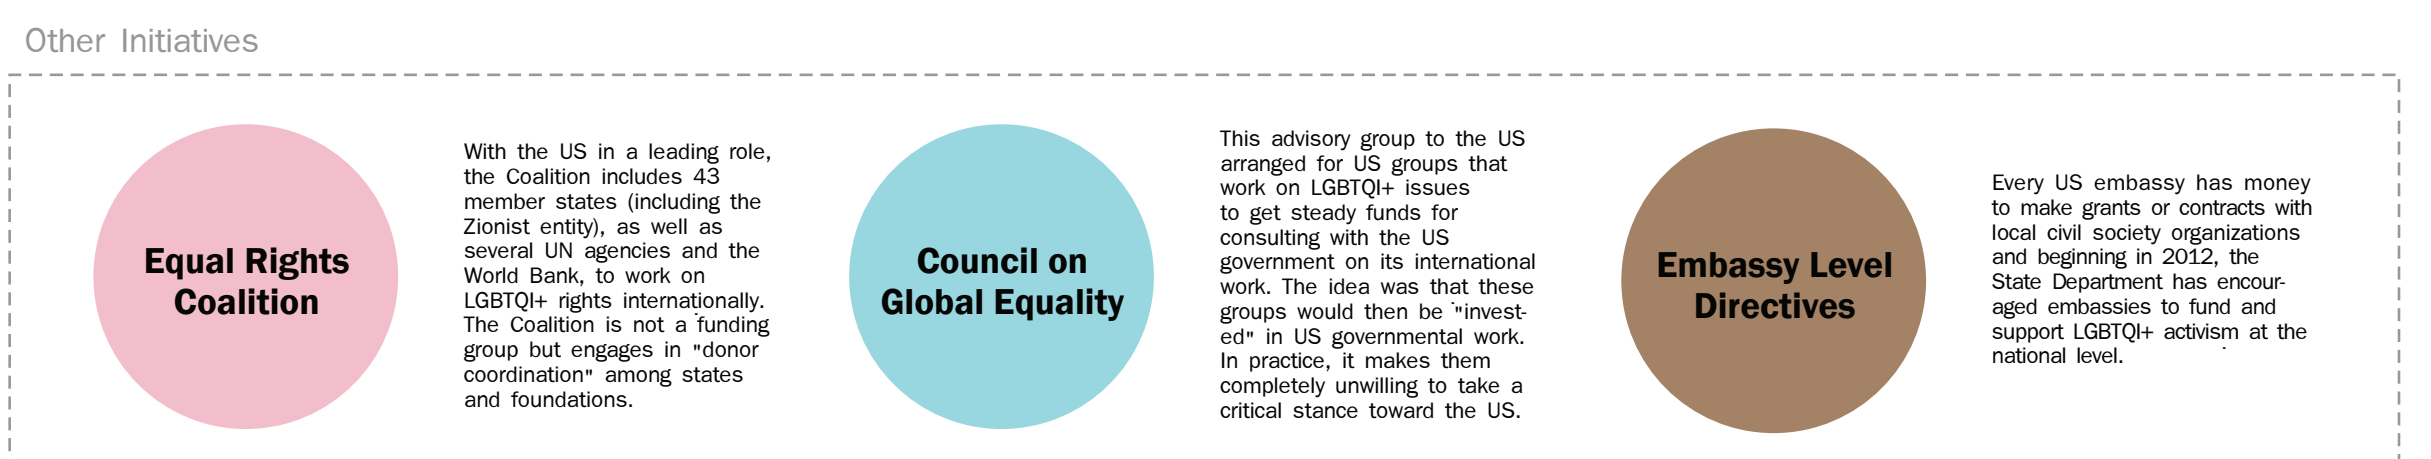 Other Initiatives
Equal Rights
Coalition
With the US in a leading role,
the Coalition includes 43
member states (including the
Zionist entity), as well as
several UN agencies and the
World Bank, to work on
LGBTQI+ rights internationally.
The Coalition is not a funding
group but engages in "donor
coordination" among states
and foundations.
Council on
Global Equality
This advisory group to the US
arranged for US groups that
work on LGBTQI+ issues
to get steady funds for
consulting with the US
government on its international
work. The idea was that these
groups would then be "invest-
ed" in US governmental work.
In practice, it makes them
completely unwilling to take a
critical stance toward the US.
Embassy Level
Directives
Every US embassy has money
to make grants or contracts with
local civil society organizations
and beginning in 2012, the
State Department has encour-
aged embassies to fund and
support LGBTQI+ activism at the
national level.